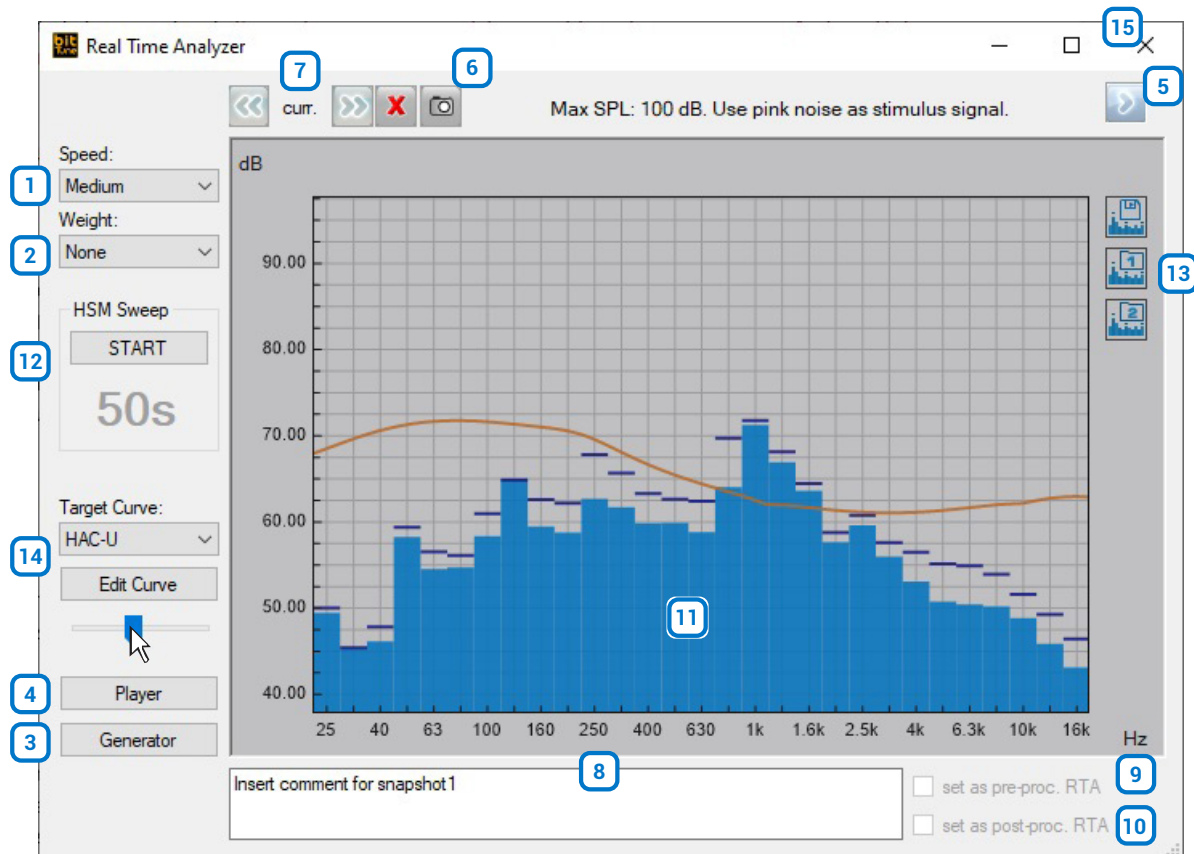 15
bit Tune Real Time Analyzer
7
6
5
curr.
X
Max SPL: 100 dB. Use pink noise as stimulus signal.
Speed:
dB
1
Medium
Weight:
2
None
90.00
1
13
HSM Sweep
2
START
12
80.00
50s
70.00
Target Curve:
60.00
HAC-U
14
Edit Curve
50.00
11
4
Player
40.00
3
Generator
25 40 63 100 160 250 400 630 1k 1.6k 2.5k 4k 6.3k 10k 16k
Hz
8
Insert comment for snapshot1
set as pre-proc. RTA
9
set as post-proc. RTA
10